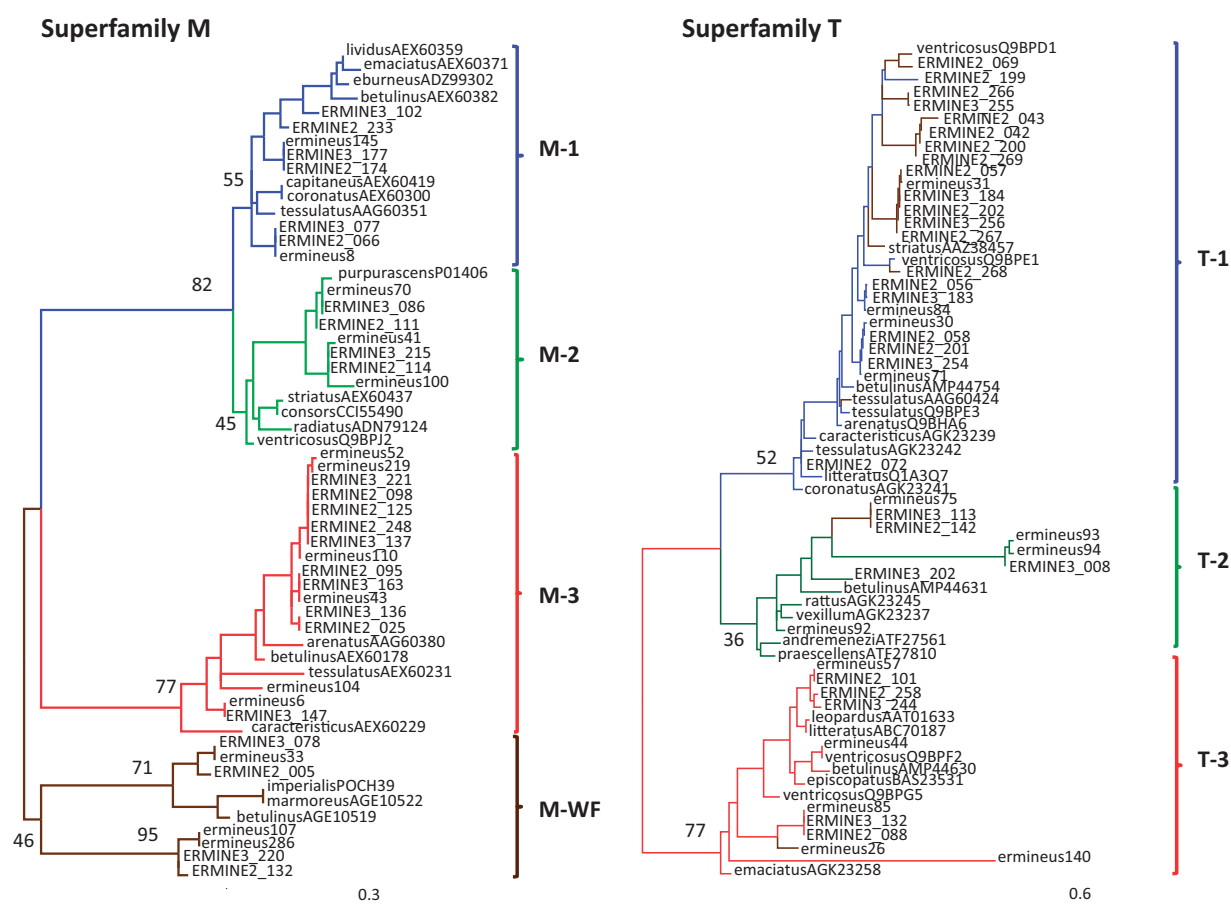 Superfamily M
lividusAEX60359
emaciatusAEX60371
eburneusADZ99302
betulinusAEX60382
ERMINE3_102
ERMINE2_233
ermineus145
ERMINE3_177
ERMINE2_174
capitaneusAEX60419
coronatusAEX60300
tessulatusAAG60351
ERMINE3_077
ERMINE2_066
ermineus8
55
M-1
82
purpurascensP01406
ermineus70
ERMINE3_086
ERMINE2_111
ermineus41
ERMINE3_215
ERMINE2_114
ermineus100
striatusAEX60437
consorsCCI55490
radiatusADN79124
ventricosusQ9BPJ2
45
M-2
ermineus52
ermineus219
ERMINE3_221
ERMINE2_098
ERMINE2_125
ERMINE2_248
ERMINE3_137
ermineus110
ERMINE2_095
ERMINE3_163
ermineus43
ERMINE3_136
ERMINE2_025
arenatusAAG60380
betulinusAEX60178
tessulatusAEX60231
ermineus104
ermineus6
ERMINE3_147
caracteristicusAEX60229
77
M-3
ERMINE3_078
ermineus33
ERMINE2_005
imperialisP0CH39
marmoreusAGE10522
betulinusAGE10519
ermineus107
ermineus286
ERMINE3_220
ERMINE2_132
71
95
46
M-WF
0.3
Superfamily T
ventricosusQ9BPD1
ERMINE2_069
ERMINE2_199
ERMINE2_266
ERMINE3_255
ERMINE2_043
ERMINE2_042
ERMINE2_200
ERMINE2_269
ERMINE2_057
ermineus31
ERMINE3_184
ERMINE2_202
ERMINE3_256
ERMINE2_267
striatusAAZ38457
ventricosusQ9BPE1
ERMINE2_268
ERMINE2_056
ERMINE3_183
ermineus84
ermineus30
ERMINE2_058
ERMINE2_201
ERMINE3_254
ermineus71
betulinusAMP44754
tessulatusAAG60424
tessulatusQ9BPE3
arenatusQ9BHA6
caracteristicusAGK23239
tessulatusAGK23242
ERMINE2_072
litteratusQ1A3Q7
coronatusAGK23241
52
T-1
ermineus75
ERMINE3_113
ERMINE2_142
ermineus93
ermineus94
ERMINE3_008
ERMINE3_202
betulinusAMP44631
rattusAGK23245
vexillumAGK23237
ermineus92
andremeneziATF27561
praescellensATF27810
36
T-2
ermineus57
ERMINE2_101
ERMINE2_258
ERMIN3_244
leopardusAAT01633
litteratusABC70187
ermineus44
ventricosusQ9BPF2
betulinusAMP44630
episcopatusBAS23531
ventricosusQ9BPG5
ermineus85
ERMINE3_132
ERMINE2_088
ermineus26
ermineus140
emaciatusAGK23258
77
T-3
0.6